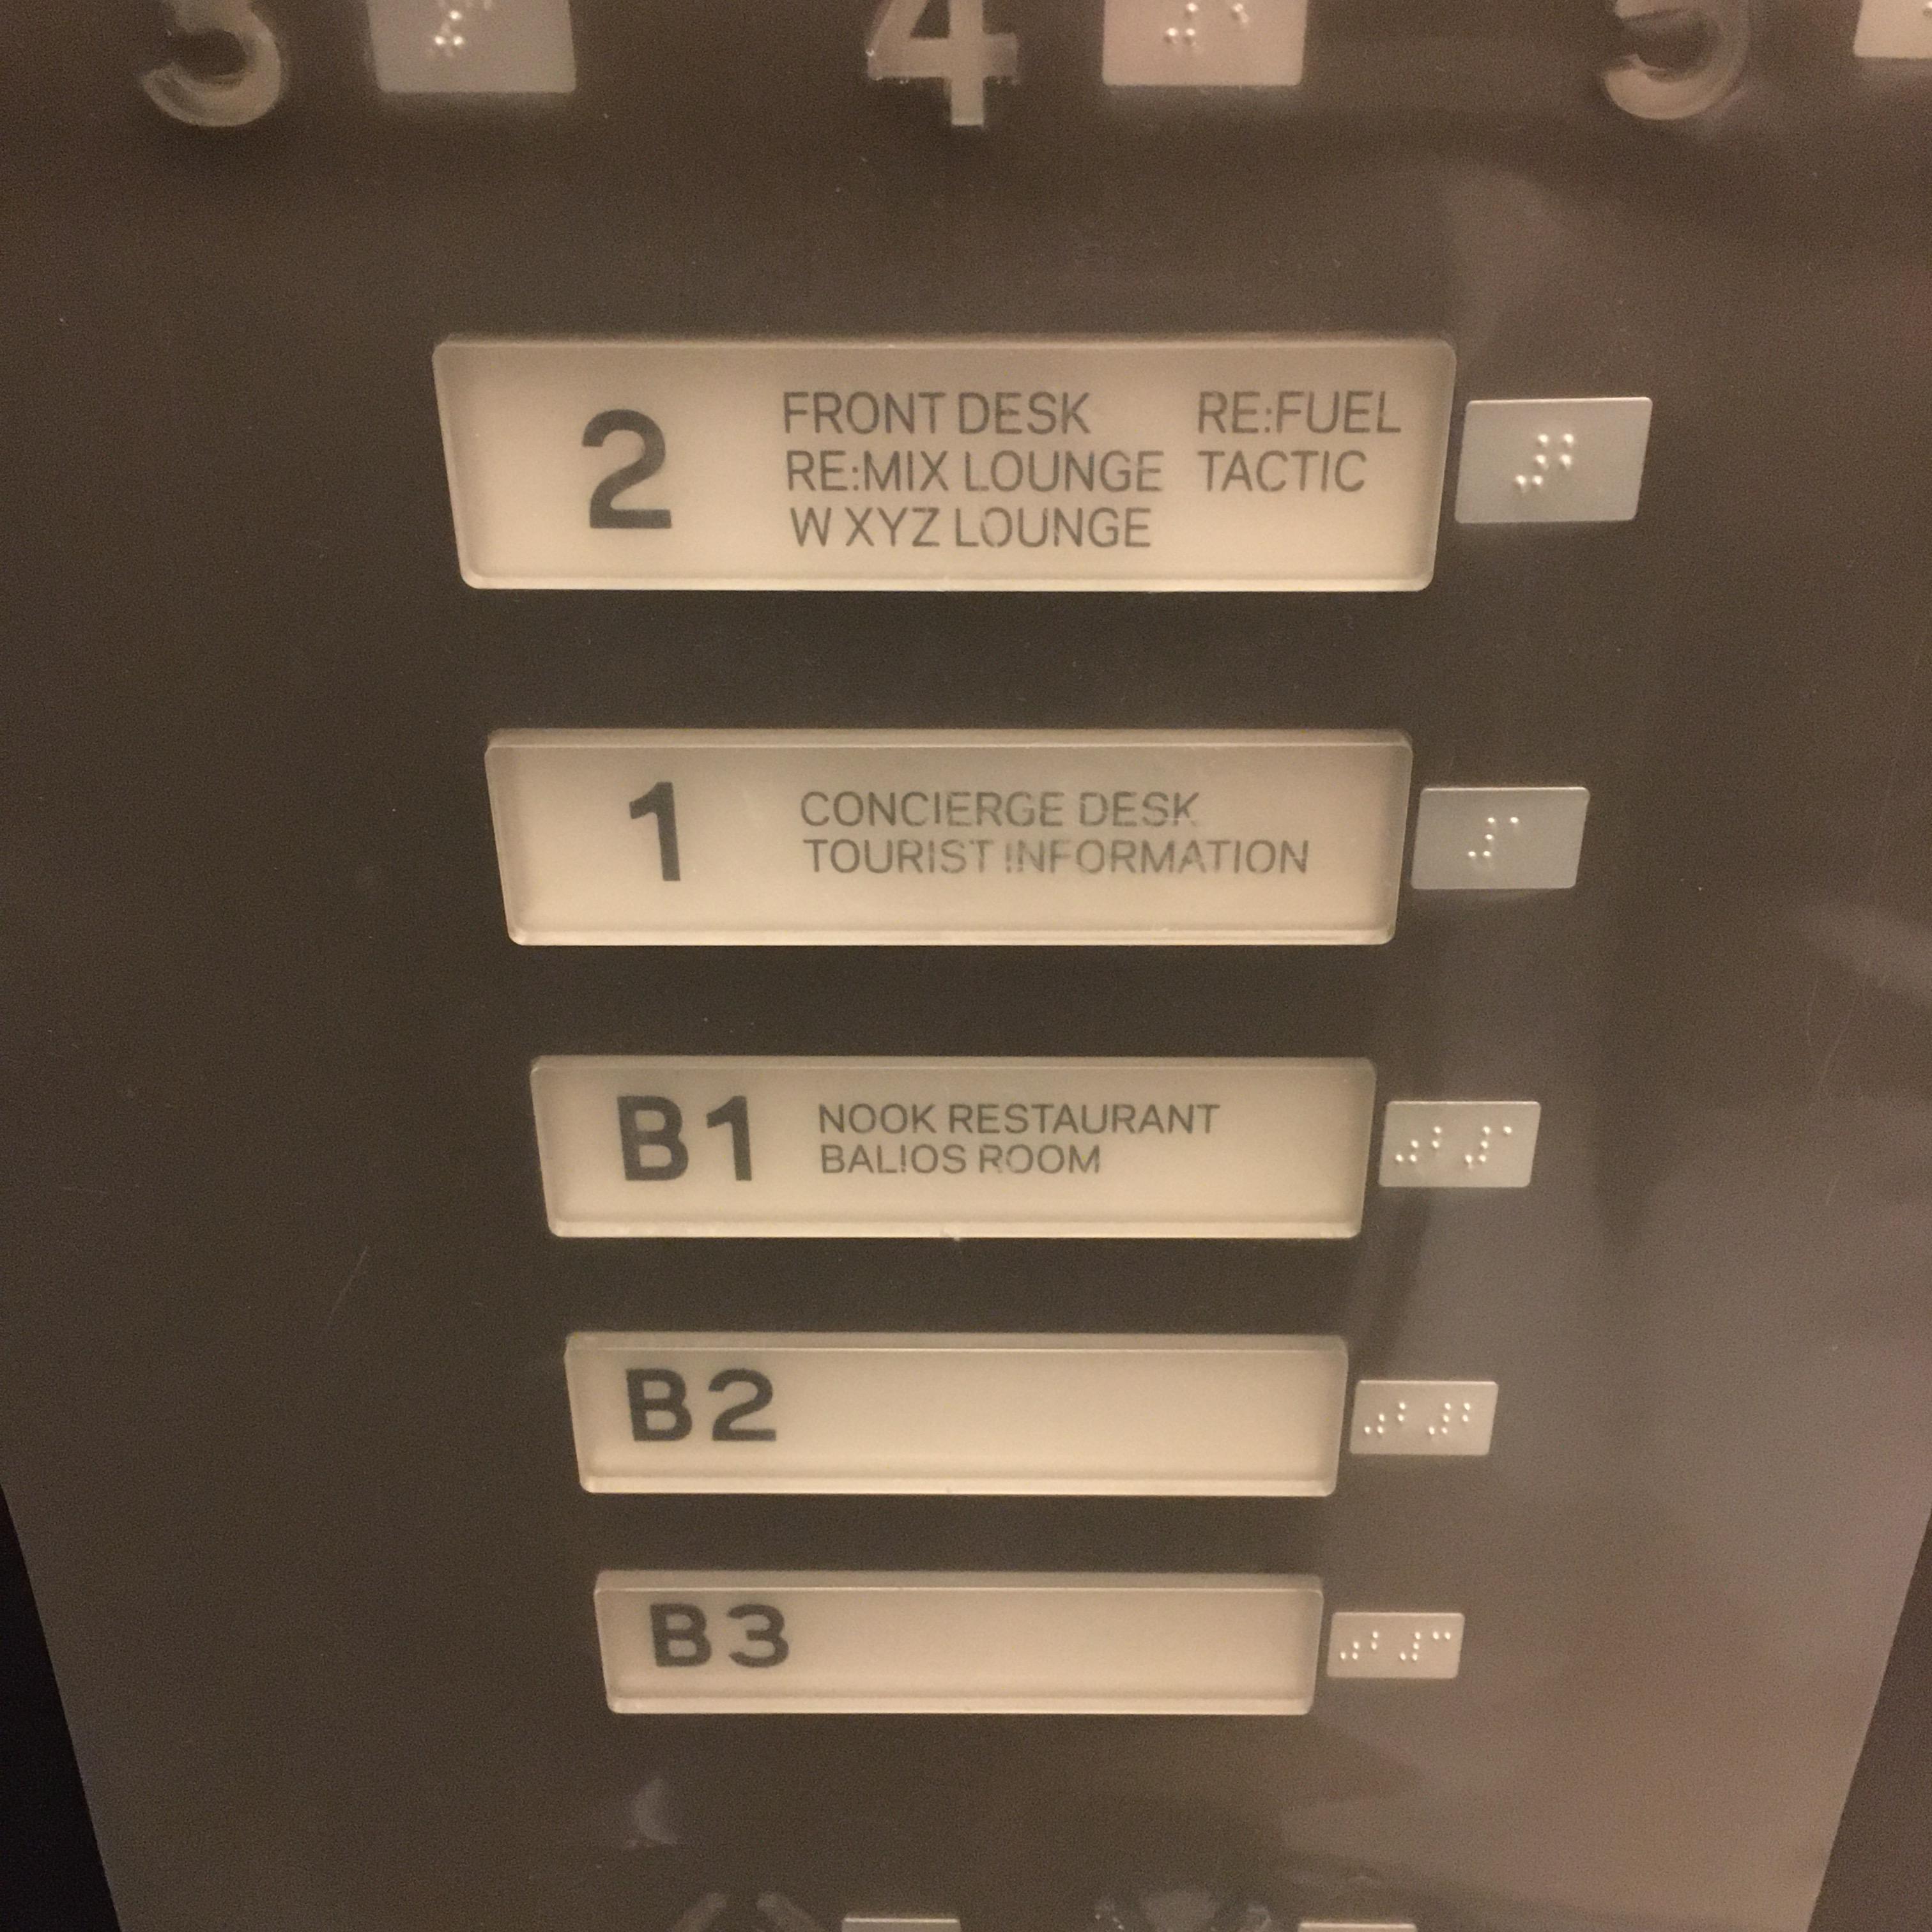 4
2 FRONT DESK RE:FUEL
RE:MIX LOUNGE TACTIC
W XYZ LOUNGE
1 CONCIERGE DESK
TOURIST INFORMATION
B1 NOOK RESTAURANT
BALIOS ROOM
B2
B3